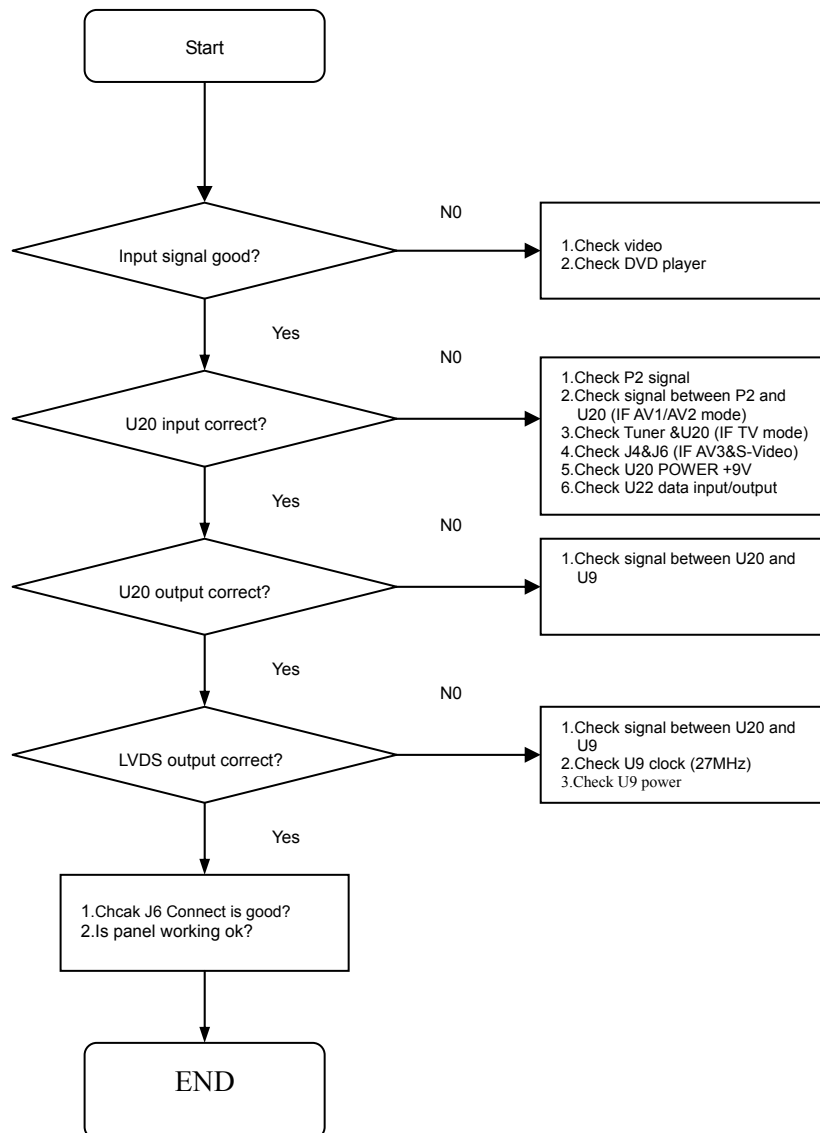 Start
N0
Input signal good?
1.Check video
2.Check DVD player
Yes
N0
U20 input correct?
1.Check P2 signal
2.Check signal between P2 and
U20 (IF AV1/AV2 mode)
3.Check Tuner &U20 (IF TV mode)
4.Check J4&J6 (IF AV3&S-Video)
5.Check U20 POWER +9V
6.Check U22 data input/output
Yes
N0
U20 output correct?
1.Check signal between U20 and
U9
Yes
N0
LVDS output correct?
1.Check signal between U20 and
U9
2.Check U9 clock (27MHz)
3.Check U9 power
Yes
1.Chcak J6 Connect is good?
2.Is panel working ok?
END